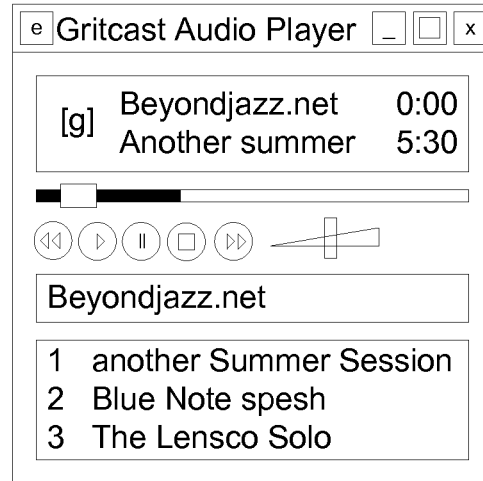 e Gritcast Audio Player _ x
[g] Beyondjazz.net 0:00
Another summer 5:30
Beyondjazz.net
1 another Summer Session
2 Blue Note spesh
3 The Lensco Solo